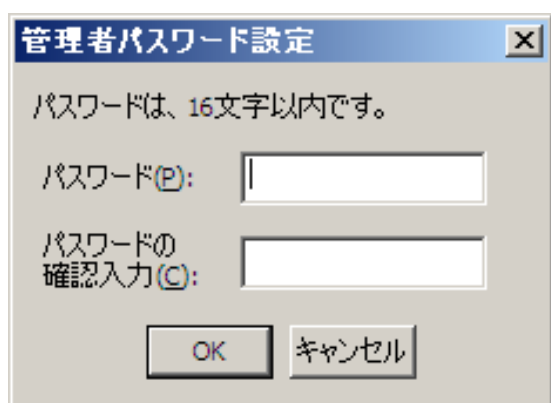 管理者パスワード設定
パスワードは、16文字以内です。
パスワード(P):
パスワードの
確認入力(C):
OK
キャンセル